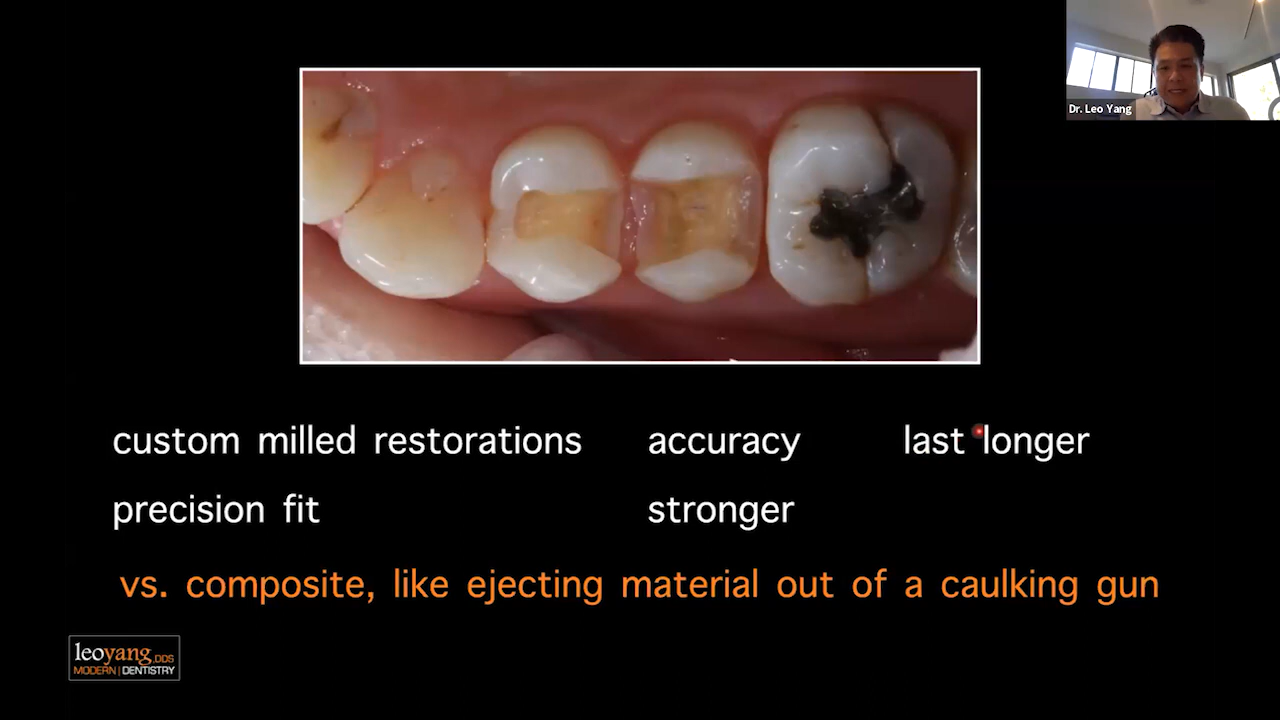 Dr. Leo Yang
custom milled restorations accuracy last longer
precision fit stronger
vs. composite, like ejecting material out of a caulking gun
leoyang,DDS
MODERN | DENTISTRY